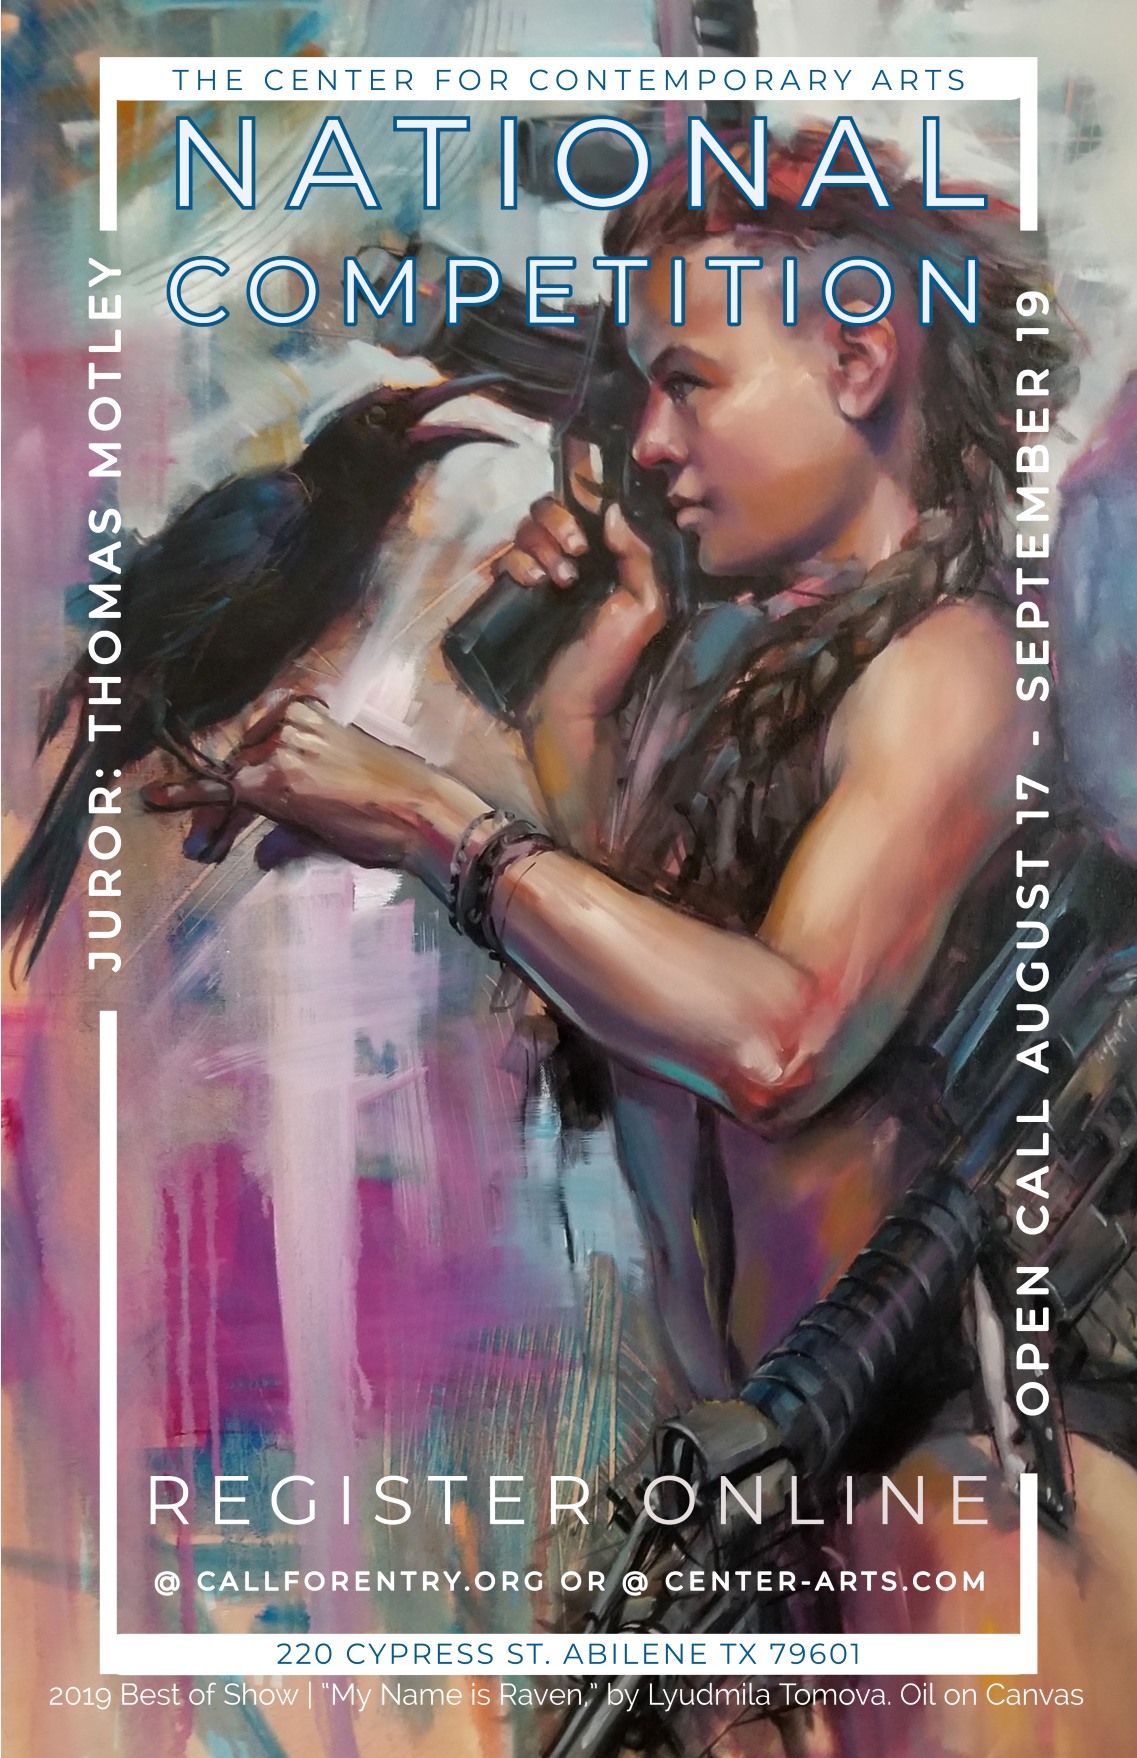 THE CENTER FOR CONTEMPORARY ARTS
NATIONAL
COMPETITION
JUROR: THOMAS MOTLEY
OPEN CALL AUGUST 17 - SEPTEMBER 19
REGISTER ONLINE
@ CALLFORENTRY.ORG OR @ CENTER-ARTS.COM
220 CYPRESS ST. ABILENE TX 79601
2019 Best of Show | “My Name is Raven,” by Lyudmila Tomova. Oil on Canvas